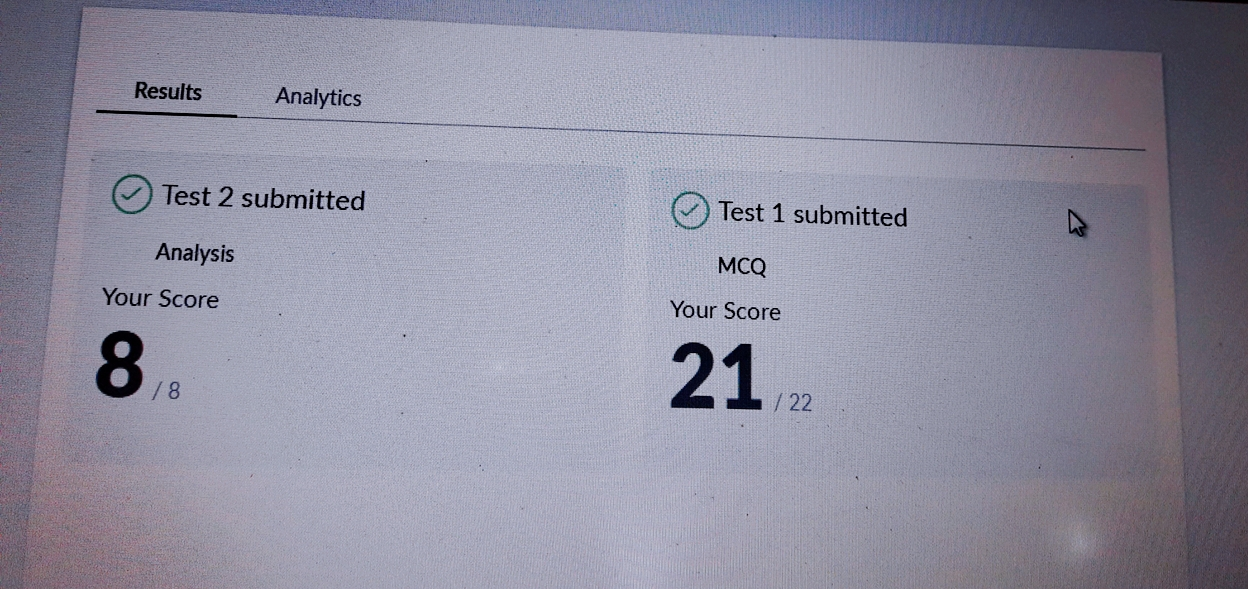 Results
Analytics
Test 2 submitted
Analysis
Your Score
8 / 8
Test 1 submitted
MCQ
Your Score
21 / 22